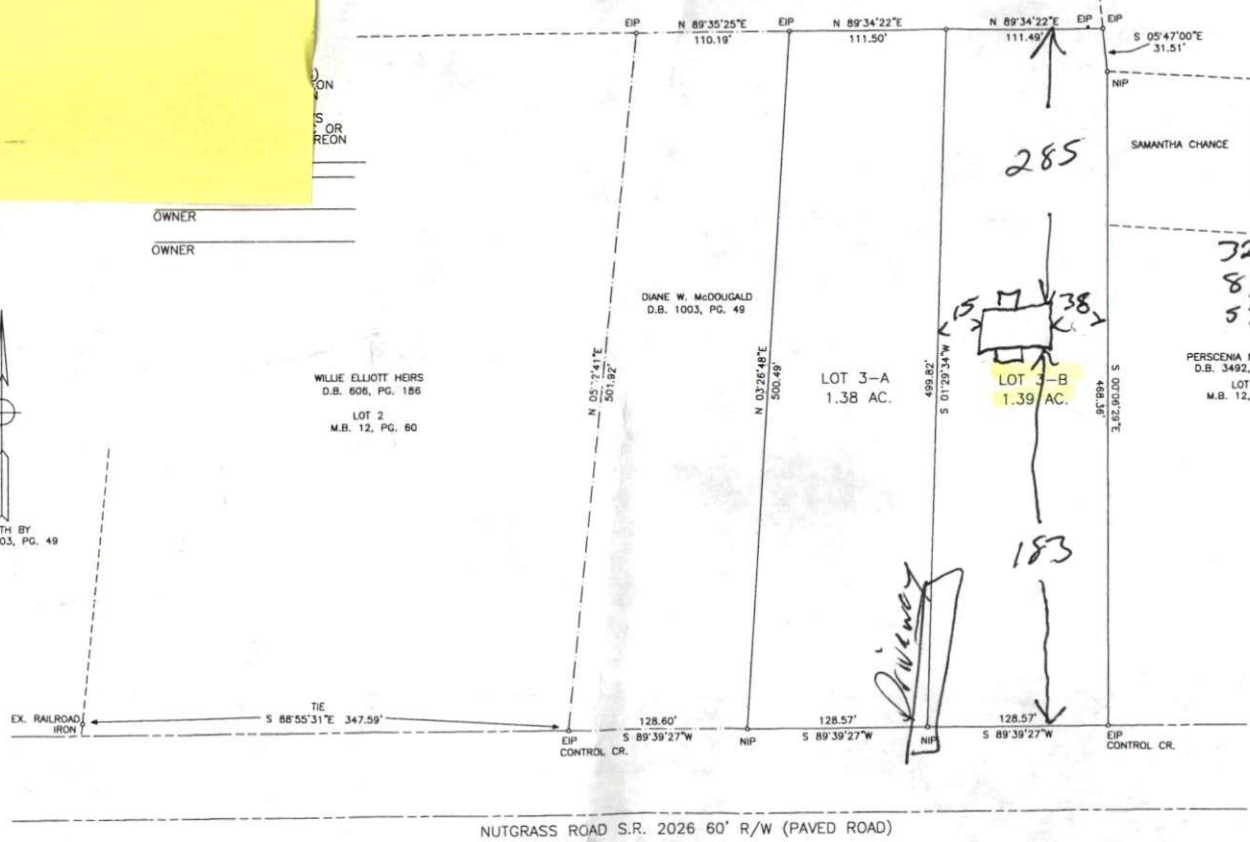 EIP
N 89°35'25"E
110.19'
EIP
N 89°34'22"E
111.50'
N 89°34'22"E
111.49'
EIP
EIP
S 05°47'00"E
31.51'
NIP
ON
S
OR
REON
OWNER
OWNER
SAMANTHA CHANCE
285
15
38
DIANE W. McDOUGALD
D.B. 1003, PG. 49
WILLIE ELLIOTT HEIRS
D.B. 606, PG. 186
LOT 2
M.B. 12, PG. 60
501.92'
N 03°26'48"E
500.49'
LOT 3-A
1.38 AC.
499.82'
S 01°29'34"W
LOT 3-B
1.39 AC.
468.36'
S 00°06'29"E
PERSCENIA
D.B. 3492,
LOT
M.B. 12,
TH BY
03, PG. 49
183
Driveway
EX. RAILROAD
IRON
TIE
S 88°55'31"E 347.59'
EIP
CONTROL CR.
128.60'
S 89°39'27"W
NIP
128.57'
S 89°39'27"W
NIP
128.57'
S 89°39'27"W
EIP
CONTROL CR.
NUTGRASS ROAD S.R. 2026 60' R/W (PAVED ROAD)